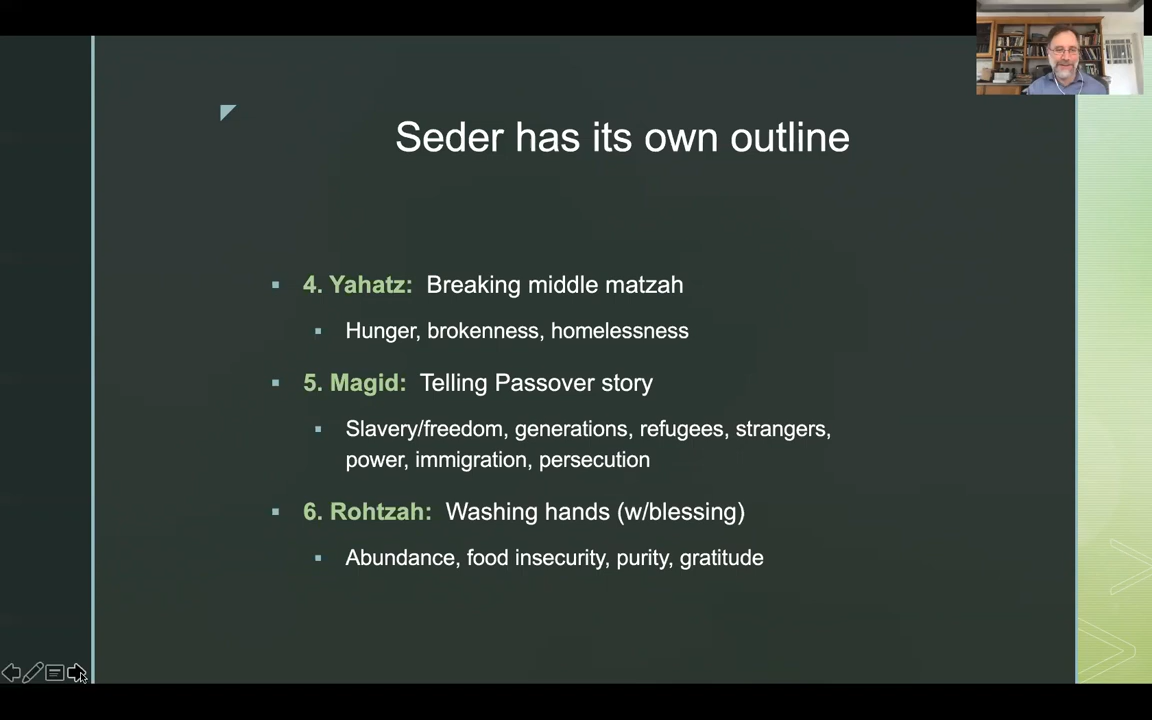 Seder has its own outline
4. Yahatz: Breaking middle matzah
Hunger, brokenness, homelessness
5. Magid: Telling Passover story
Slavery/freedom, generations, refugees, strangers,
power, immigration, persecution
6. Rohtzah: Washing hands (w/blessing)
Abundance, food insecurity, purity, gratitude